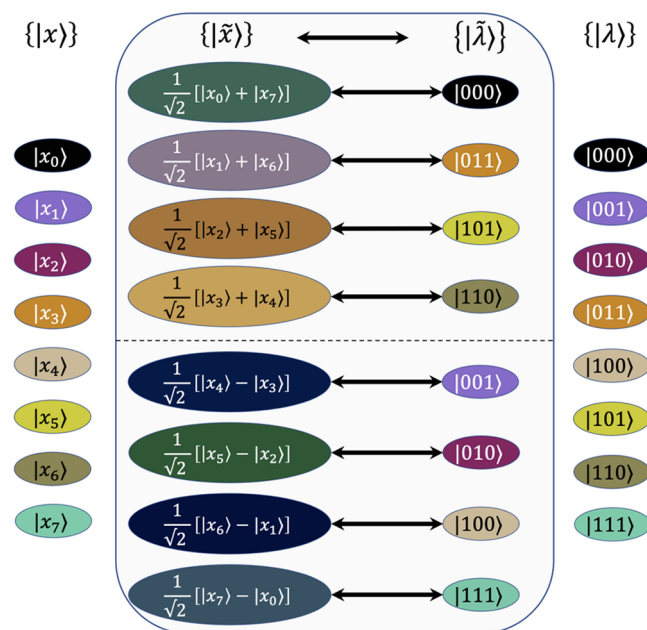 {|x⟩} {|x̃⟩} {|λ̃⟩} {|λ⟩}
1/√2 [|x₀⟩ + |x₇⟩] |000⟩
|x₀⟩ 1/√2 [|x₁⟩ + |x₆⟩] |011⟩ |000⟩
|x₁⟩ |001⟩
1/√2 [|x₂⟩ + |x₅⟩] |101⟩
|x₂⟩ |010⟩
1/√2 [|x₃⟩ + |x₄⟩] |110⟩
|x₃⟩ |011⟩
|x₄⟩ |100⟩
1/√2 [|x₄⟩ − |x₃⟩] |001⟩
|x₅⟩ |101⟩
1/√2 [|x₅⟩ − |x₂⟩] |010⟩
|x₆⟩ |110⟩
|x₇⟩ 1/√2 [|x₆⟩ − |x₁⟩] |100⟩ |111⟩
1/√2 [|x₇⟩ − |x₀⟩] |111⟩